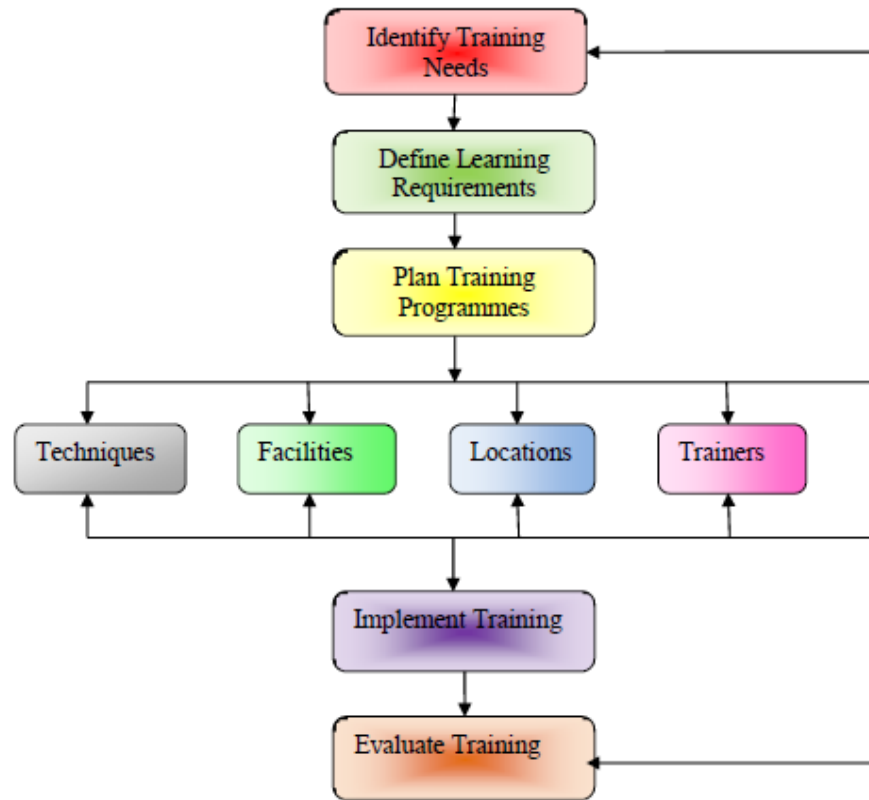 Identify Training
Needs
Define Learning
Requirements
Plan Training
Programmes
Techniques
Facilities
Locations
Trainers
Implement Training
Evaluate Training